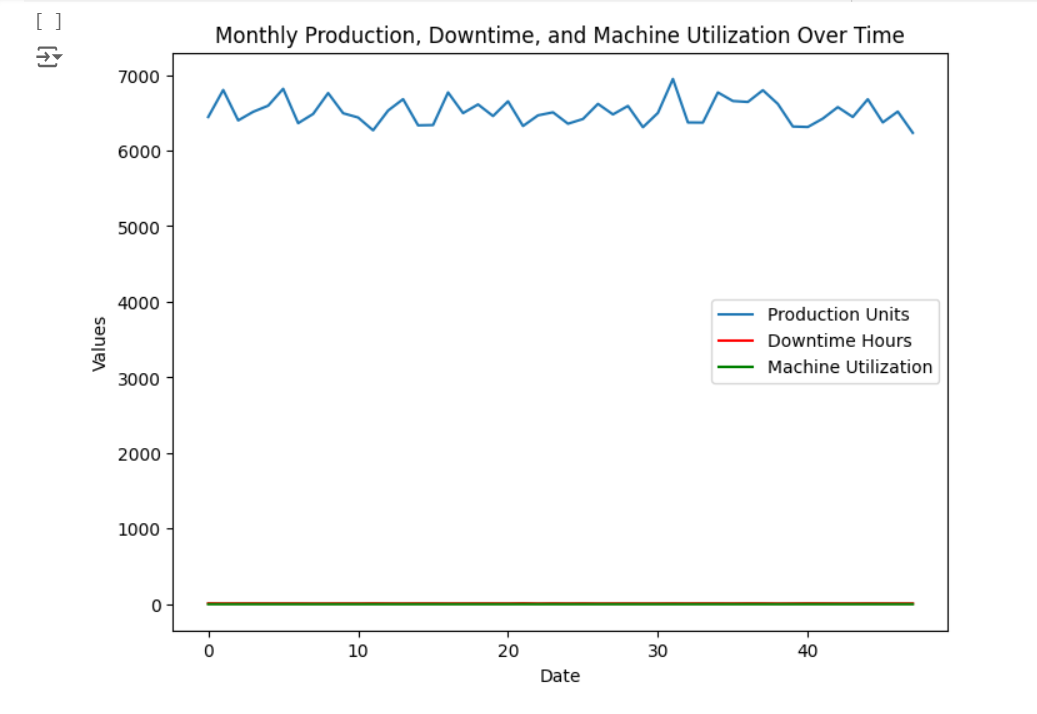 [ ]
Monthly Production, Downtime, and Machine Utilization Over Time
7000
6000
5000
4000
3000
2000
1000
0
Values
Production Units
Downtime Hours
Machine Utilization
0 10 20 30 40
Date